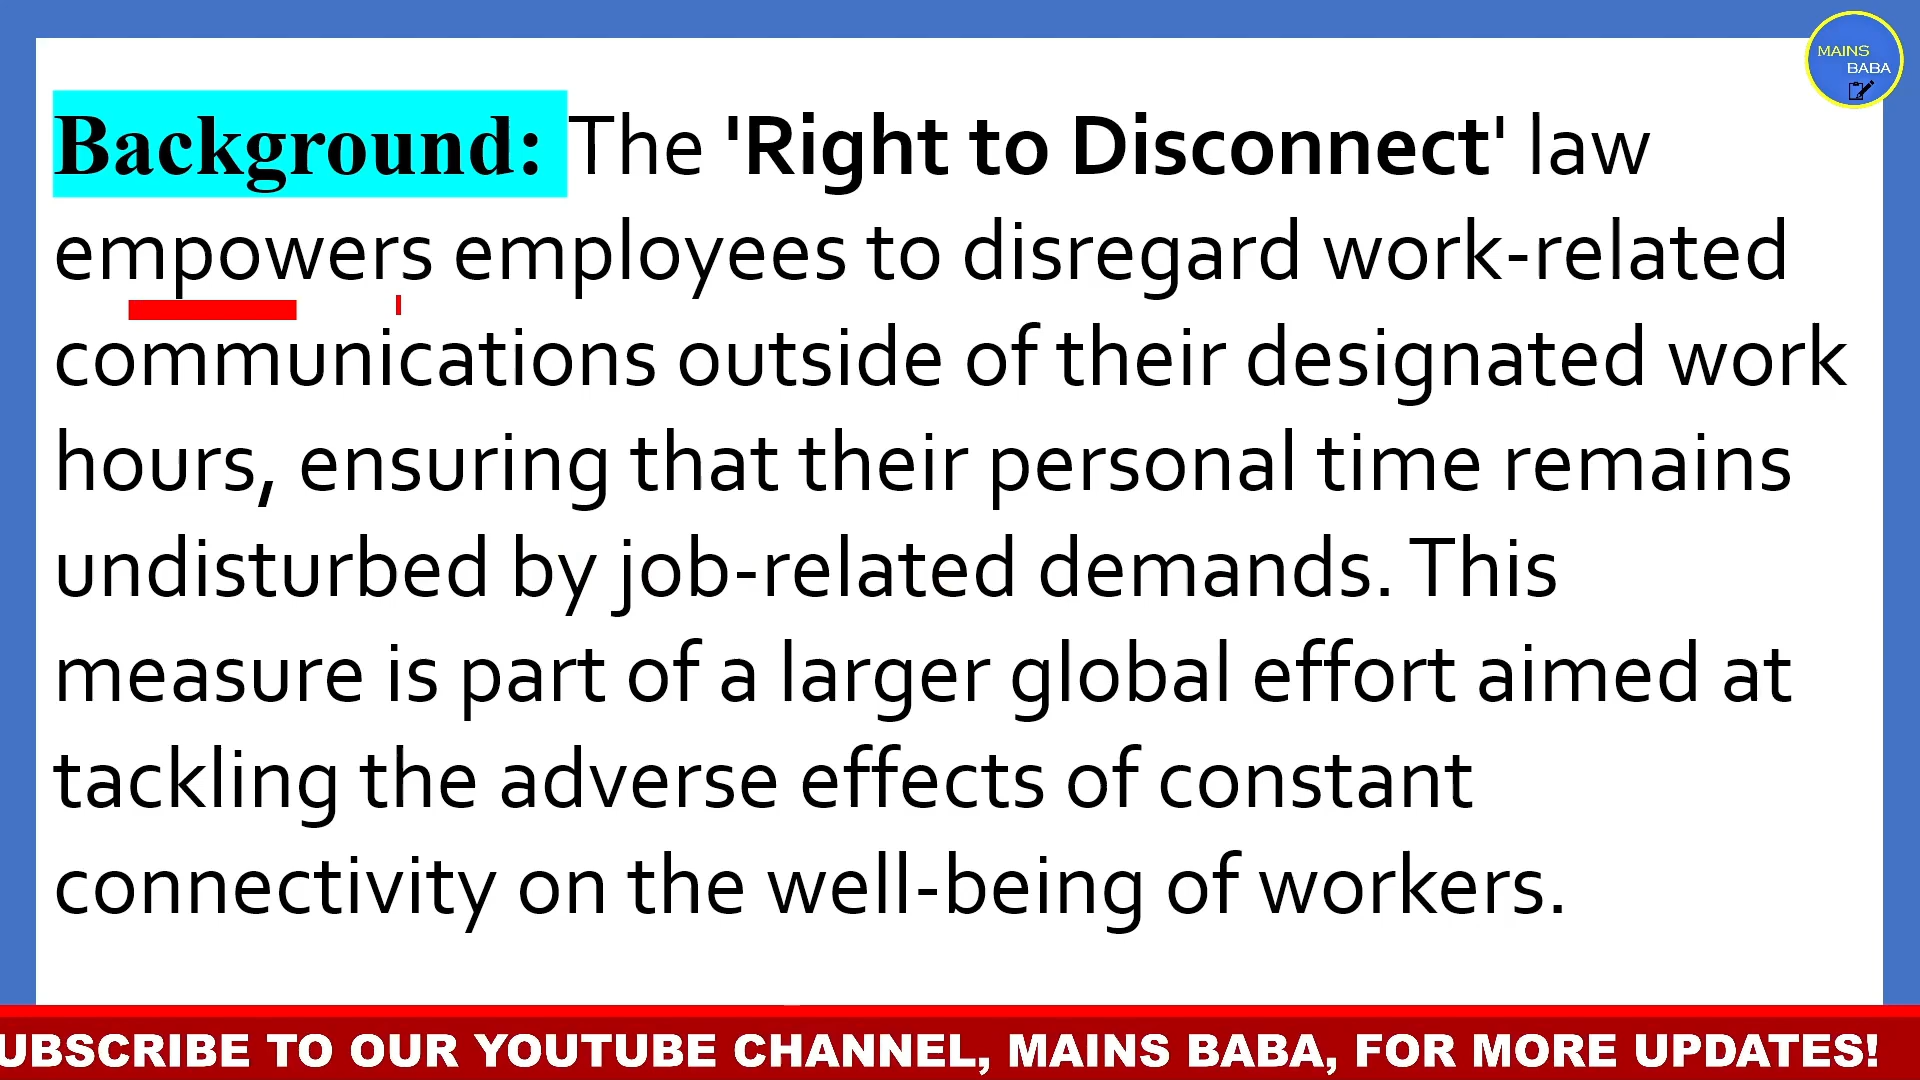 MAINS
BABA
Background: The 'Right to Disconnect' law
empowers employees to disregard work-related
communications outside of their designated work
hours, ensuring that their personal time remains
undisturbed by job-related demands. This
measure is part of a larger global effort aimed at
tackling the adverse effects of constant
connectivity on the well-being of workers.
UBSCRIBE TO OUR YOUTUBE CHANNEL, MAINS BABA, FOR MORE UPDATES!